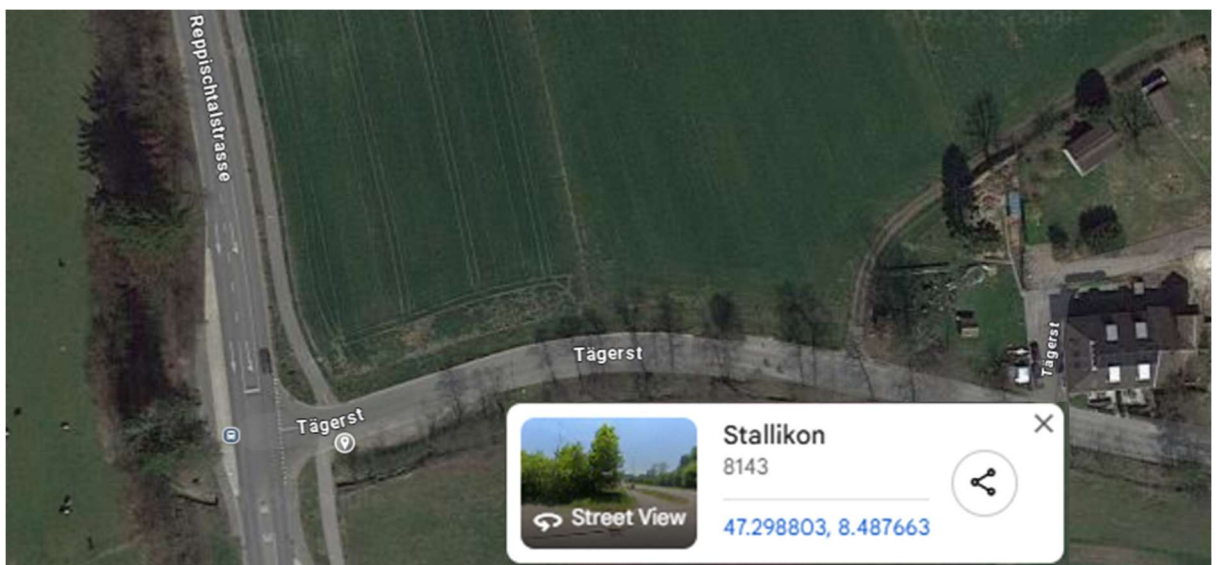 Reppischtalstrasse
Tägerst
Tägerst
Tägerst
Stallikon
8143
Street View
47.298803, 8.487663